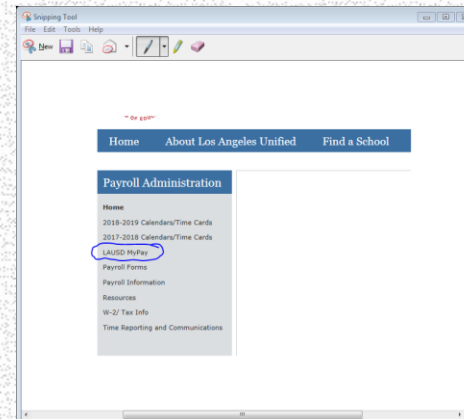 Snipping Tool
File Edit Tools Help
New
OF EDU
Home About Los Angeles Unified Find a School
Payroll Administration
Home
2018-2019 Calendars/Time Cards
2017-2018 Calendars/Time Cards
LAUSD MyPay
Payroll Forms
Payroll Information
Resources
W-2/ Tax Info
Time Reporting and Communications